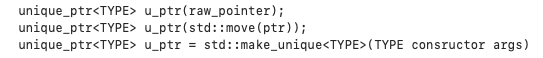 unique_ptr<TYPE> u_ptr(raw_pointer);
unique_ptr<TYPE> u_ptr(std::move(ptr));
unique_ptr<TYPE> u_ptr = std::make_unique<TYPE>(TYPE consructor args)